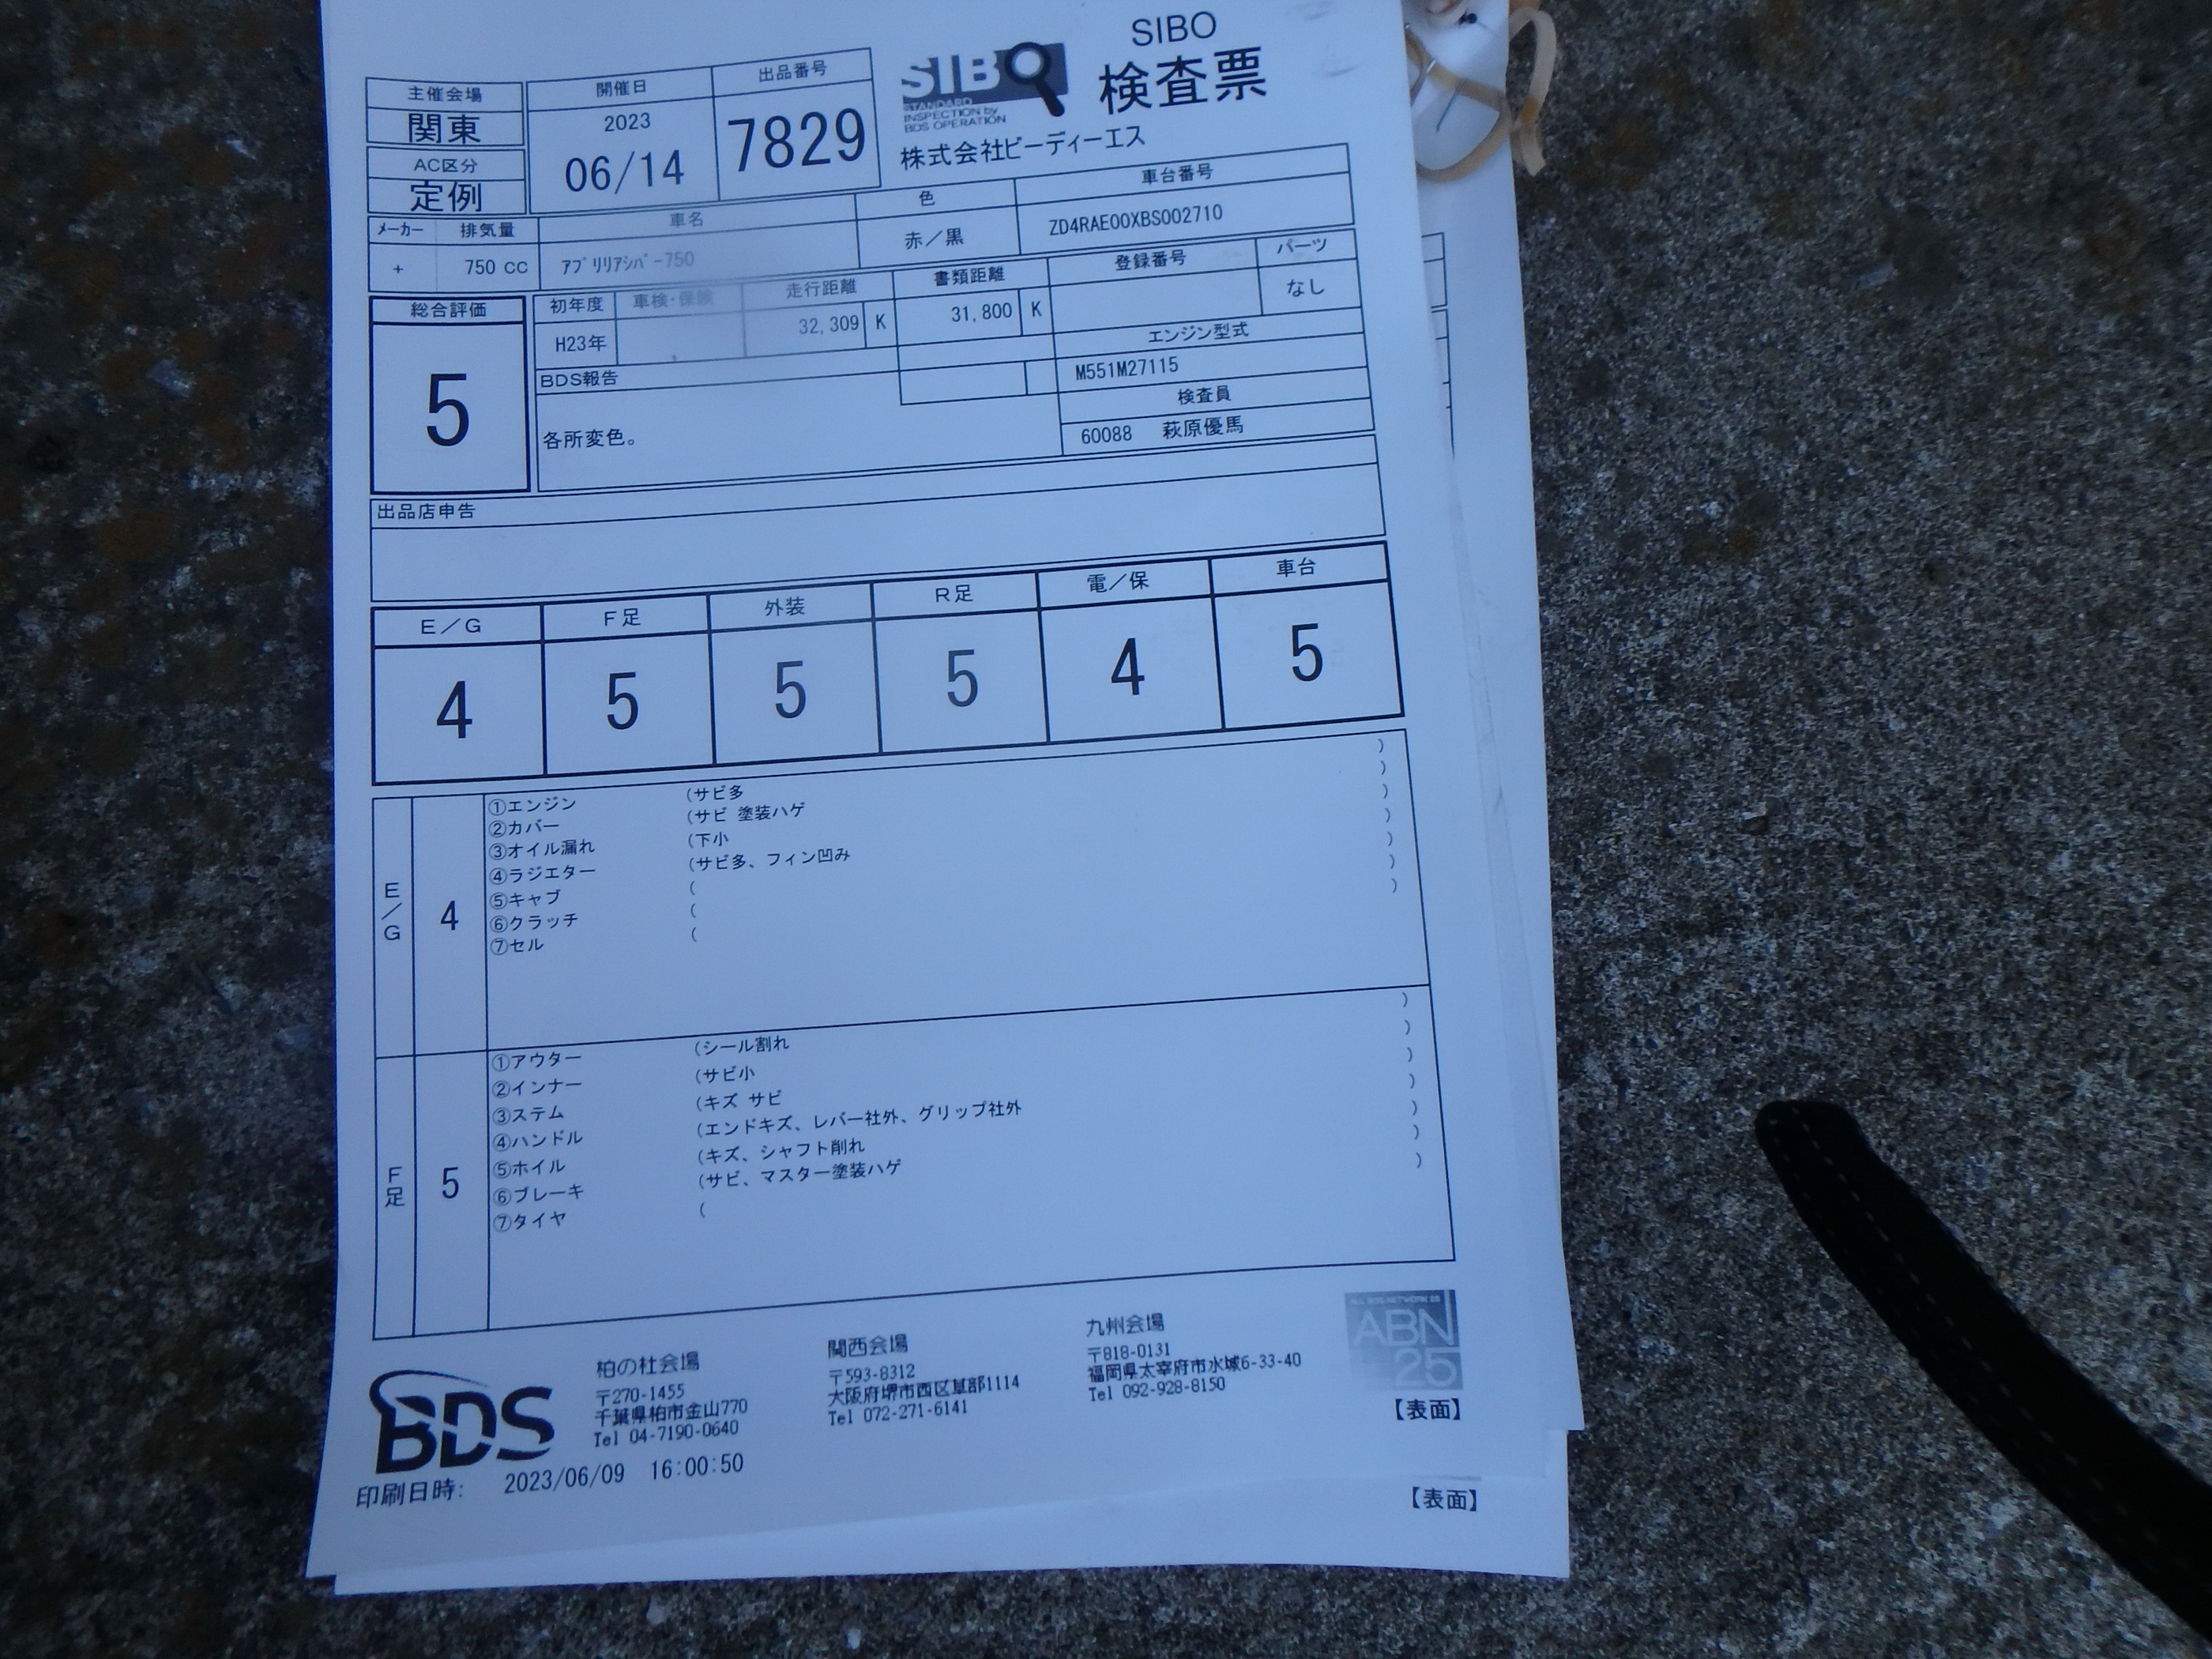 SIBO
STANDARD
INSPECTION by
BDS OPERATION
SIBO
検査票
株式会社ビーディーエス
主催会場
関東
AC区分
定例
開催日
2023
06/14
出品番号
7829
メーカー 排気量 車名 色 車台番号
+ 750 CC アプリリアシバー750 赤/黒 ZD4RAE00XBS002710
総合評価
5
初年度 車検・保険 走行距離 書類距離 登録番号 パーツ
H23年 32,309 K 31,800 K なし
エンジン型式
M551M27115
検査員
60088 萩原優馬
BDS報告
各所変色。
出品店申告
E/G F足 外装 R足 電/保 車台
4 5 5 5 4 5
E/G 4
①エンジン (サビ多 )
②カバー (サビ 塗装ハゲ )
③オイル漏れ (下小 )
④ラジエター (サビ多、フィン凹み )
⑤キャブ ( )
⑥クラッチ ( )
⑦セル ( )
F足 5
①アウター (シール割れ )
②インナー (サビ小 )
③ステム (キズ サビ )
④ハンドル (エンドキズ、レバー社外、グリップ社外 )
⑤ホイル (キズ、シャフト削れ )
⑥ブレーキ (サビ、マスター塗装ハゲ )
⑦タイヤ ( )
BDS
柏の杜会場
〒270-1455
千葉県柏市金山770
Tel 04-7190-0640
関西会場
〒593-8312
大阪府堺市西区草部1114
Tel 072-271-6141
九州会場
〒818-0131
福岡県太宰府市水城6-33-40
Tel 092-928-8150
ABN
25
【表面】
印刷日時: 2023/06/09 16:00:50
【表面】